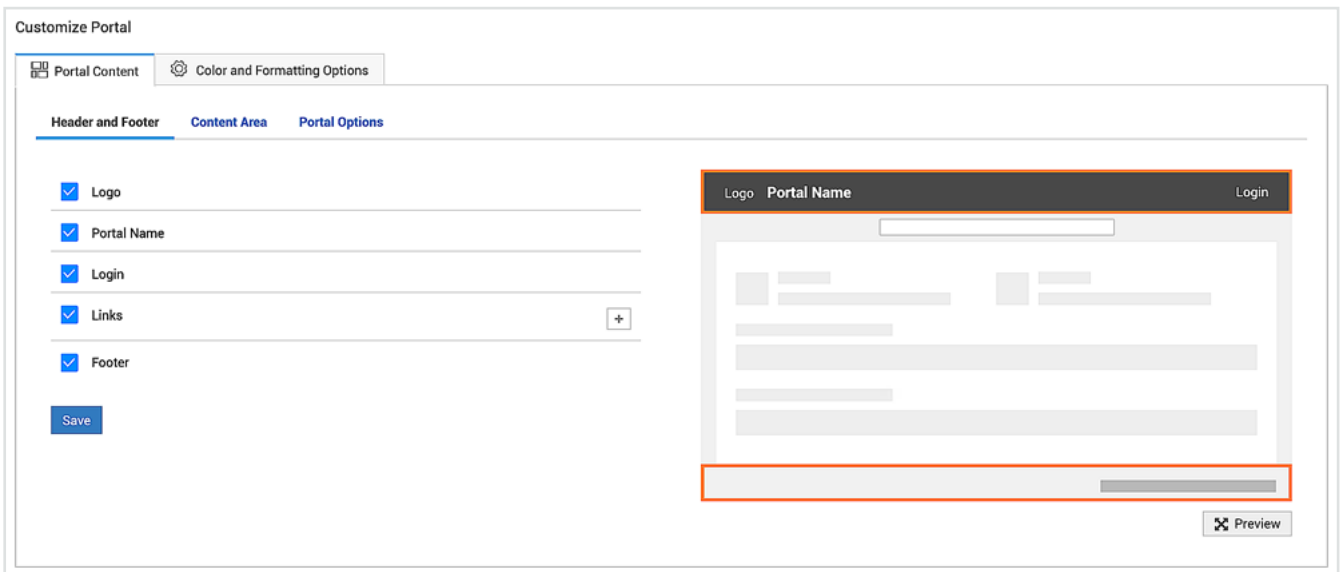 Customize Portal
Portal Content
Color and Formatting Options
Header and Footer
Content Area
Portal Options
Logo
Portal Name
Login
Links
+
Footer
Save
Logo Portal Name
Login
Preview